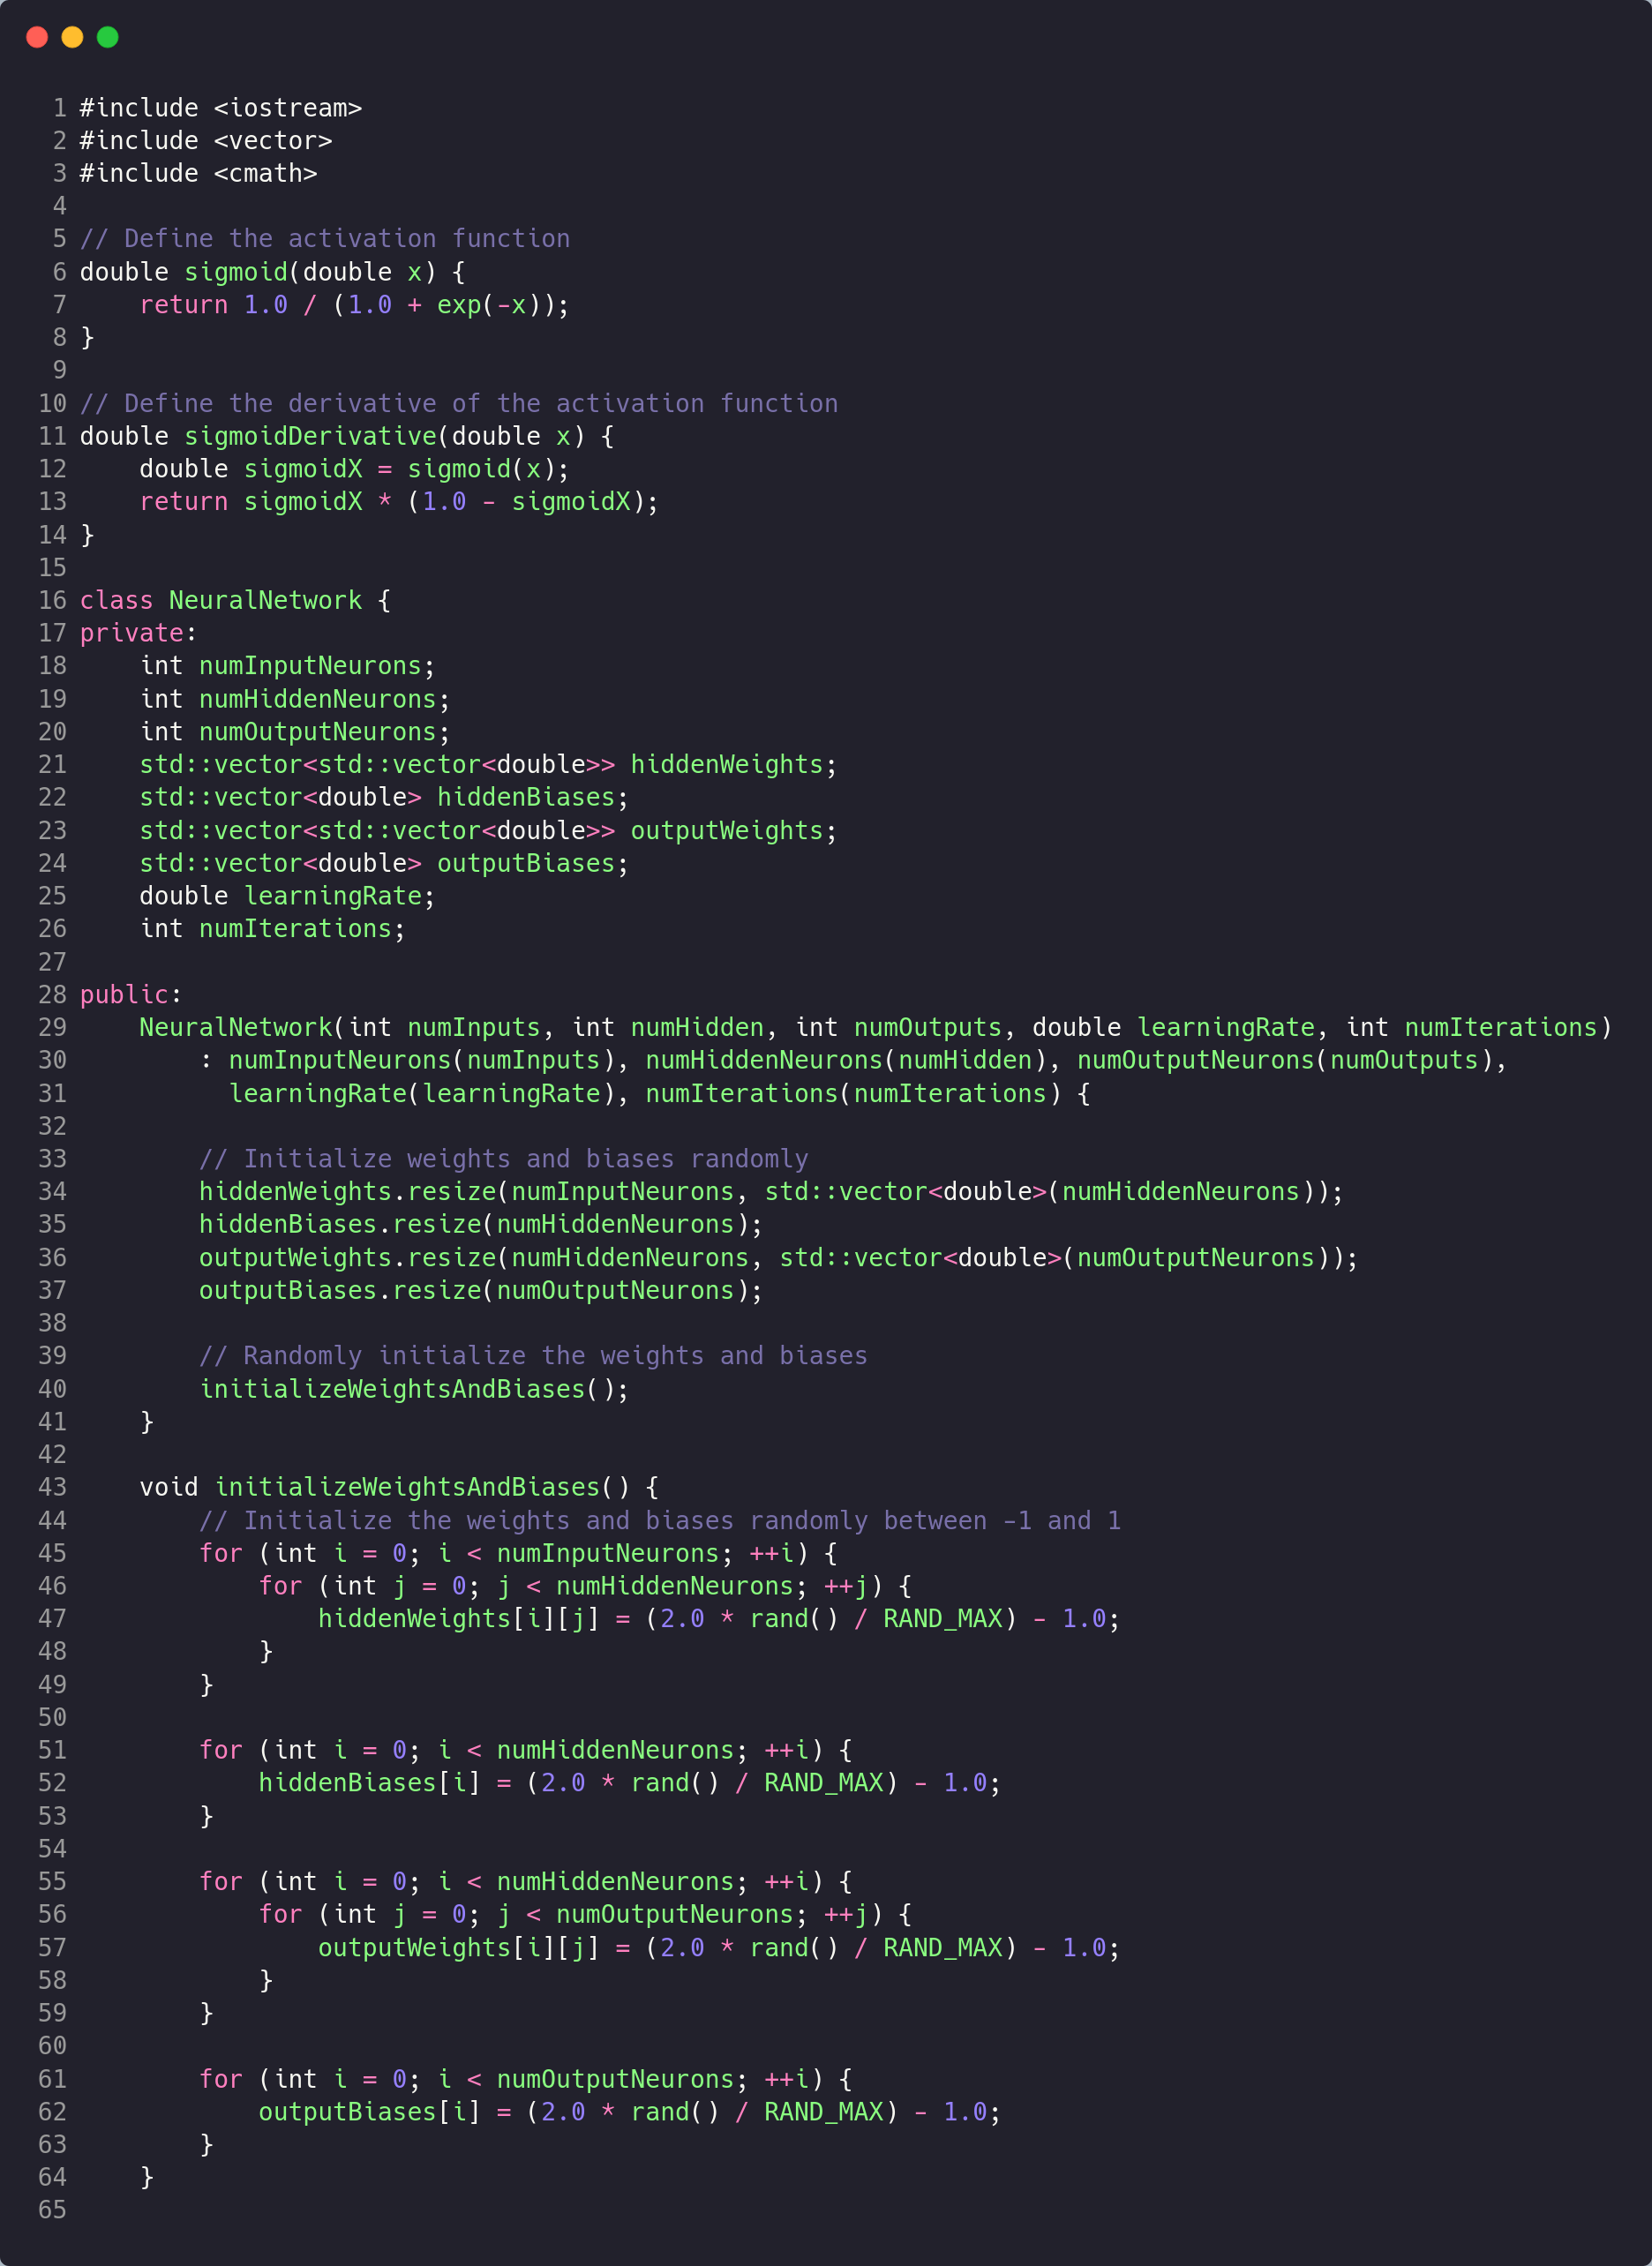 1 #include <iostream>
2 #include <vector>
3 #include <cmath>
4
5 // Define the activation function
6 double sigmoid(double x) {
7     return 1.0 / (1.0 + exp(-x));
8 }
9
10 // Define the derivative of the activation function
11 double sigmoidDerivative(double x) {
12     double sigmoidX = sigmoid(x);
13     return sigmoidX * (1.0 - sigmoidX);
14 }
15
16 class NeuralNetwork {
17 private:
18     int numInputNeurons;
19     int numHiddenNeurons;
20     int numOutputNeurons;
21     std::vector<std::vector<double>> hiddenWeights;
22     std::vector<double> hiddenBiases;
23     std::vector<std::vector<double>> outputWeights;
24     std::vector<double> outputBiases;
25     double learningRate;
26     int numIterations;
27
28 public:
29     NeuralNetwork(int numInputs, int numHidden, int numOutputs, double learningRate, int numIterations)
30         : numInputNeurons(numInputs), numHiddenNeurons(numHidden), numOutputNeurons(numOutputs),
31           learningRate(learningRate), numIterations(numIterations) {
32
33         // Initialize weights and biases randomly
34         hiddenWeights.resize(numInputNeurons, std::vector<double>(numHiddenNeurons));
35         hiddenBiases.resize(numHiddenNeurons);
36         outputWeights.resize(numHiddenNeurons, std::vector<double>(numOutputNeurons));
37         outputBiases.resize(numOutputNeurons);
38
39         // Randomly initialize the weights and biases
40         initializeWeightsAndBiases();
41     }
42
43     void initializeWeightsAndBiases() {
44         // Initialize the weights and biases randomly between -1 and 1
45         for (int i = 0; i < numInputNeurons; ++i) {
46             for (int j = 0; j < numHiddenNeurons; ++j) {
47                 hiddenWeights[i][j] = (2.0 * rand() / RAND_MAX) - 1.0;
48             }
49         }
50
51         for (int i = 0; i < numHiddenNeurons; ++i) {
52             hiddenBiases[i] = (2.0 * rand() / RAND_MAX) - 1.0;
53         }
54
55         for (int i = 0; i < numHiddenNeurons; ++i) {
56             for (int j = 0; j < numOutputNeurons; ++j) {
57                 outputWeights[i][j] = (2.0 * rand() / RAND_MAX) - 1.0;
58             }
59         }
60
61         for (int i = 0; i < numOutputNeurons; ++i) {
62             outputBiases[i] = (2.0 * rand() / RAND_MAX) - 1.0;
63         }
64     }
65